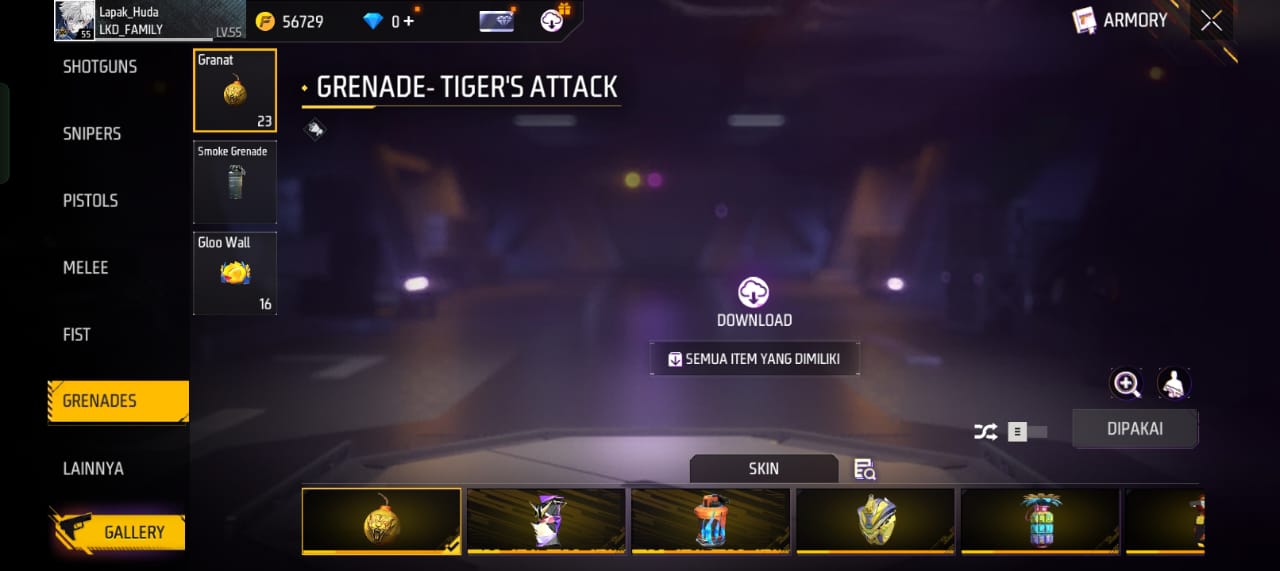 Lapak_Huda
LKD_FAMILY
55
LV.55
56729
0+
ARMORY
SHOTGUNS
SNIPERS
PISTOLS
MELEE
FIST
GRENADES
LAINNYA
GALLERY
Granat
23
Smoke Grenade
Gloo Wall
16
GRENADE- TIGER'S ATTACK
DOWNLOAD
SEMUA ITEM YANG DIMILIKI
DIPAKAI
SKIN